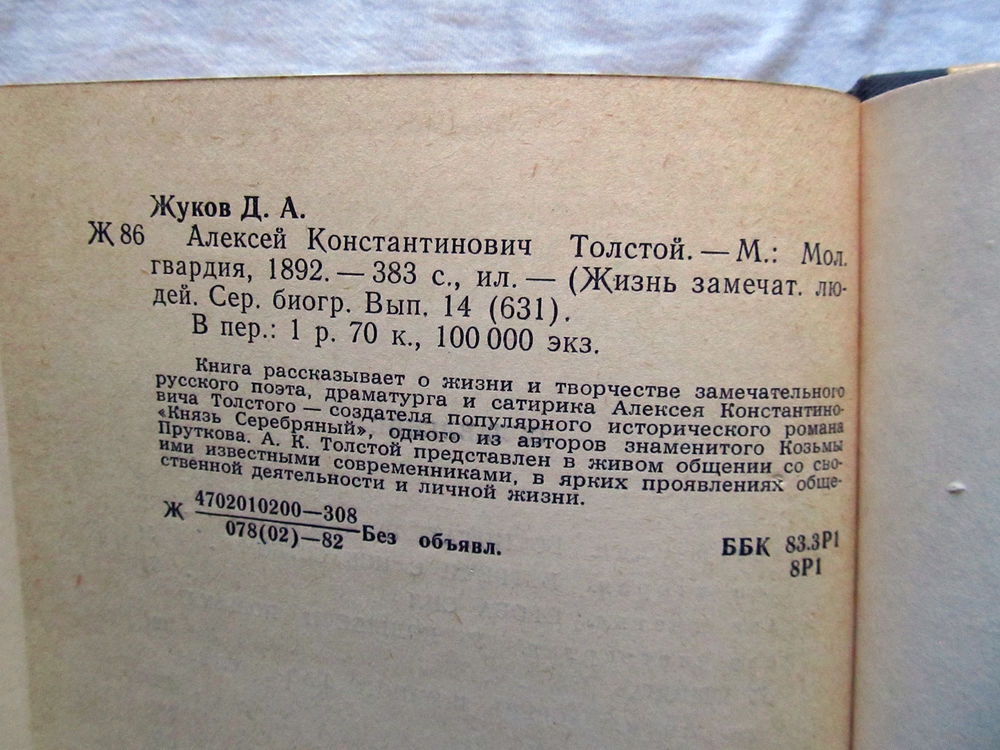 Жуков Д. А.
Ж 86 Алексей Константинович Толстой. — М.: Мол.
гвардия, 1892. — 383 с., ил. — (Жизнь замечат. лю-
дей. Сер. биогр. Вып. 14 (631).
В пер.: 1 р. 70 к., 100 000 экз.
Книга рассказывает о жизни и творчестве замечательного
русского поэта, драматурга и сатирика Алексея Константино-
вича Толстого — создателя популярного исторического романа
«Князь Серебряный», одного из авторов знаменитого Козьмы
Пруткова. А. К. Толстой представлен в живом общении со сво-
ими известными современниками, в ярких проявлениях обще-
ственной деятельности и личной жизни.
Ж 4702010200—308
078(02)—82 Без объявл.
ББК 83.3Р1
8Р1